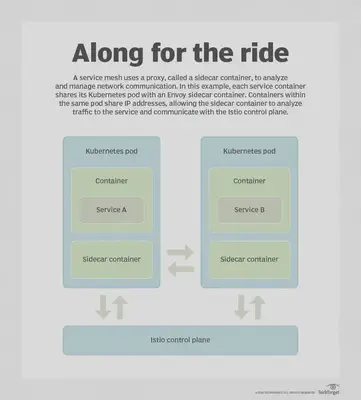 Along for the ride
A service mesh uses a proxy, called a sidecar container, to analyze
and manage network communication. In this example, each service container
shares its Kubernetes pod with an Envoy sidecar container. Containers within
the same pod share IP addresses, allowing the sidecar container to analyze
traffic to the service and communicate with the Istio control plane.
Kubernetes pod
Container
Service A
Sidecar container
Kubernetes pod
Container
Service B
Sidecar container
Istio control plane
TechTarget